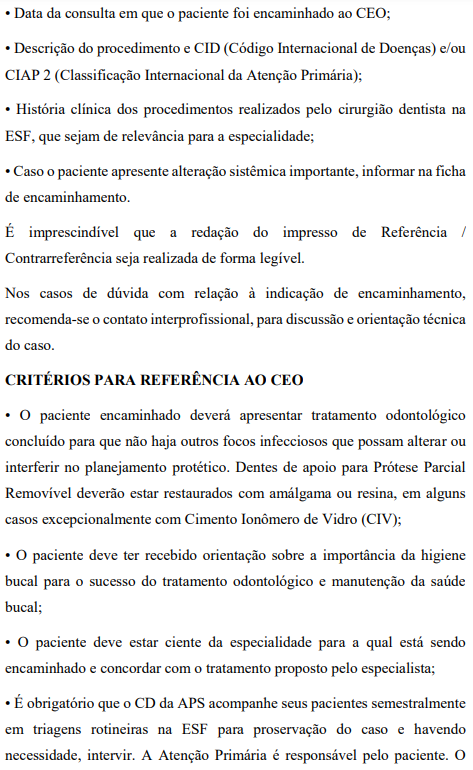 • Data da consulta em que o paciente foi encaminhado ao CEO;
• Descrição do procedimento e CID (Código Internacional de Doenças) e/ou
CIAP 2 (Classificação Internacional da Atenção Primária);
• História clínica dos procedimentos realizados pelo cirurgião dentista na
ESF, que sejam de relevância para a especialidade;
• Caso o paciente apresente alteração sistêmica importante, informar na ficha
de encaminhamento.
É imprescindível que a redação do impresso de Referência /
Contrarreferência seja realizada de forma legível.
Nos casos de dúvida com relação à indicação de encaminhamento,
recomenda-se o contato interprofissional, para discussão e orientação técnica
do caso.
CRITÉRIOS PARA REFERÊNCIA AO CEO
• O paciente encaminhado deverá apresentar tratamento odontológico
concluído para que não haja outros focos infecciosos que possam alterar ou
interferir no planejamento protético. Dentes de apoio para Prótese Parcial
Removível deverão estar restaurados com amálgama ou resina, em alguns
casos excepcionalmente com Cimento Ionômero de Vidro (CIV);
• O paciente deve ter recebido orientação sobre a importância da higiene
bucal para o sucesso do tratamento odontológico e manutenção da saúde
bucal;
• O paciente deve estar ciente da especialidade para a qual está sendo
encaminhado e concordar com o tratamento proposto pelo especialista;
• É obrigatório que o CD da APS acompanhe seus pacientes semestralmente
em triagens rotineiras na ESF para proservação do caso e havendo
necessidade, intervir. A Atenção Primária é responsável pelo paciente. O